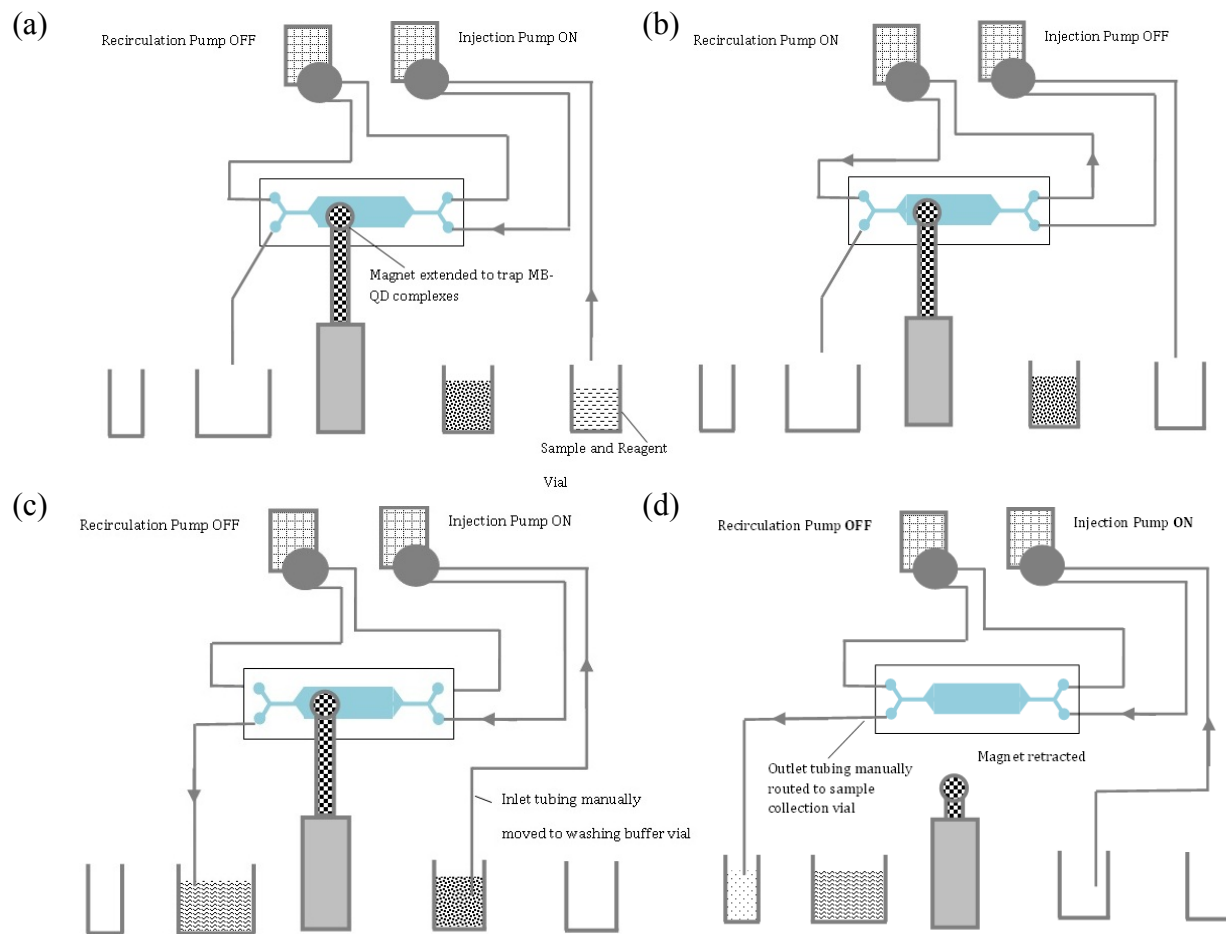 (a)
Recirculation Pump OFF
Injection Pump ON
Magnet extended to trap MB-
QD complexes
Sample and Reagent
Vial
(b)
Recirculation Pump ON
Injection Pump OFF
(c)
Recirculation Pump OFF
Injection Pump ON
Inlet tubing manually
moved to washing buffer vial
(d)
Recirculation Pump OFF
Injection Pump ON
Outlet tubing manually
routed to sample
collection vial
Magnet retracted